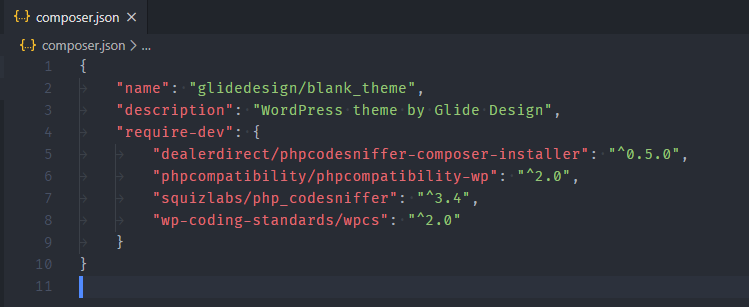 {..} composer.json ×
{..} composer.json > ...
1 {
2 "name": "glidedesign/blank_theme",
3 "description": "WordPress theme by Glide Design",
4 "require-dev": {
5 "dealerdirect/phpcodesniffer-composer-installer": "^0.5.0",
6 "phpcompatibility/phpcompatibility-wp": "^2.0",
7 "squizlabs/php_codesniffer": "^3.4",
8 "wp-coding-standards/wpcs": "^2.0"
9 }
10 }
11